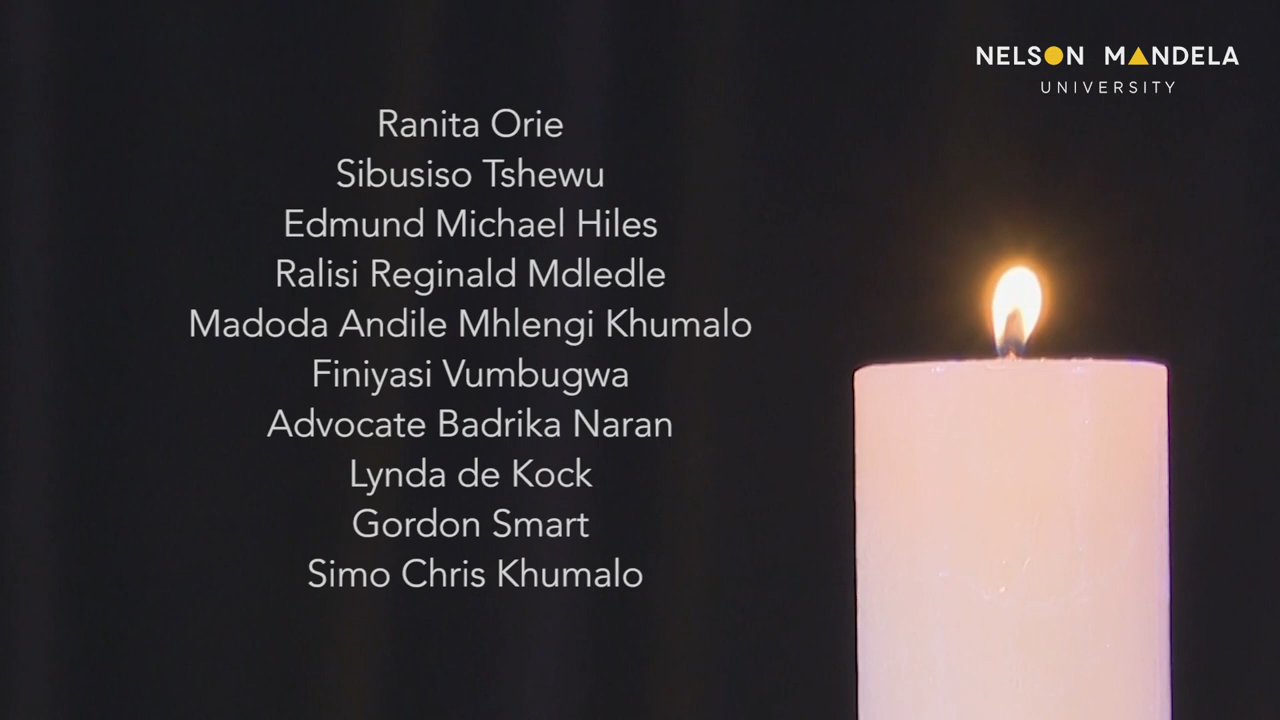 NELSON MANDELA
UNIVERSITY
Ranita Orie
Sibusiso Tshewu
Edmund Michael Hiles
Ralisi Reginald Mdledle
Madoda Andile Mhlengi Khumalo
Finiyasi Vumbugwa
Advocate Badrika Naran
Lynda de Kock
Gordon Smart
Simo Chris Khumalo